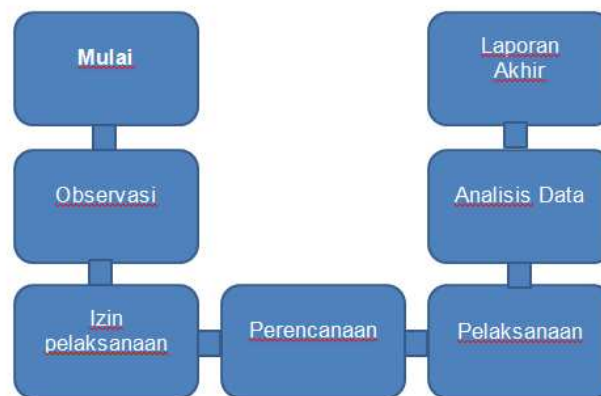 Mulai
Observasi
Izin
pelaksanaan
Perencanaan
Pelaksanaan
Analisis Data
Laporan
Akhir